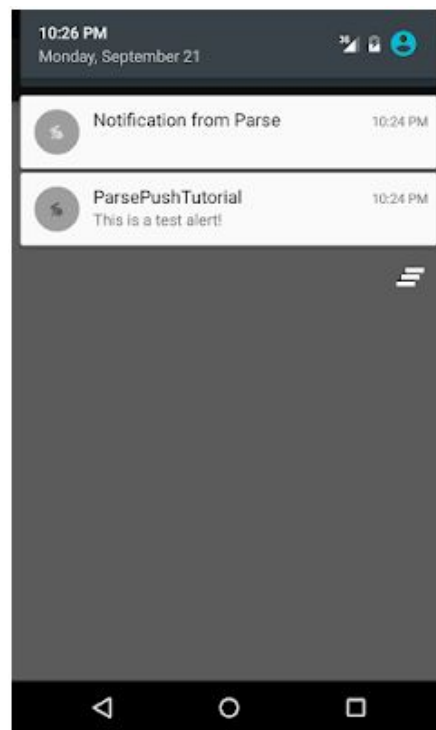 10:26 PM
Monday, September 21
3G
Notification from Parse 10:24 PM
ParsePushTutorial 10:24 PM
This is a test alert!